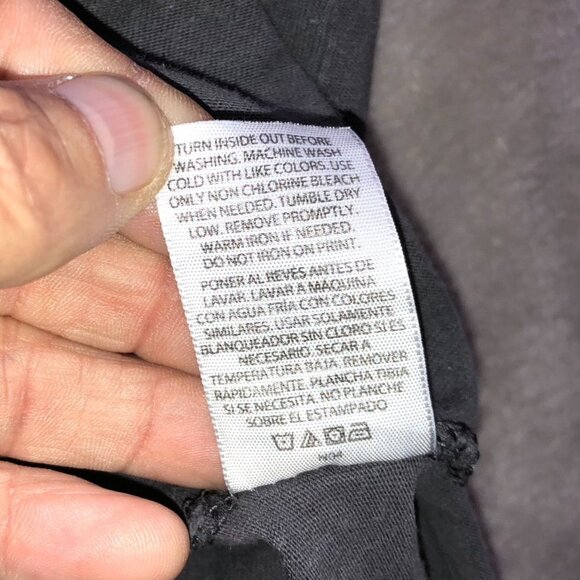 TURN INSIDE OUT BEFORE
WASHING. MACHINE WASH
COLD WITH LIKE COLORS. USE
ONLY NON CHLORINE BLEACH
WHEN NEEDED. TUMBLE DRY
LOW. REMOVE PROMPTLY.
WARM IRON IF NEEDED.
DO NOT IRON ON PRINT.
PONER AL REVES ANTES DE
LAVAR. LAVAR A MAQUINA
CON AGUA FRIA CON COLORES
SIMILARES. USAR SOLAMENTE
BLANQUEADOR SIN CLORO SI ES
NECESARIO. SECAR A
TEMPERATURA BAJA. REMOVER
RAPIDAMENTE. PLANCHA TIBIA
SI SE NECESITA. NO PLANCHE
SOBRE EL ESTAMPADO